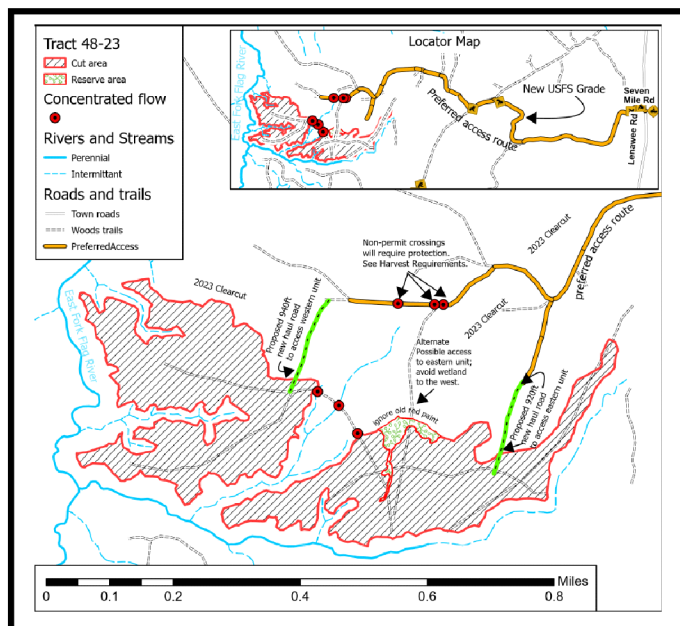 Tract 48-23
Cut area
Reserve area
Concentrated flow
Rivers and Streams
Perennial
Intermittant
Roads and trails
Town roads
Woods trails
PreferredAccess
Locator Map
East Fork Flag River
Preferred access route
New USFS Grade
Seven
Mile Rd
Lenawee Rd
2023 Clearcut
preferred access route
Non-permit crossings
will require protection.
See Harvest Requirements.
2023 Clearcut
2023 Clearcut
East Fork Flag River
Proposed 940ft
new haul road
to access western unit
Alternate
Possible access
to eastern unit;
avoid wetland
to the west.
ignore old red paint
Proposed 920ft
new haul road
to access eastern unit
0 0.1 0.2 0.4 0.6 0.8 Miles